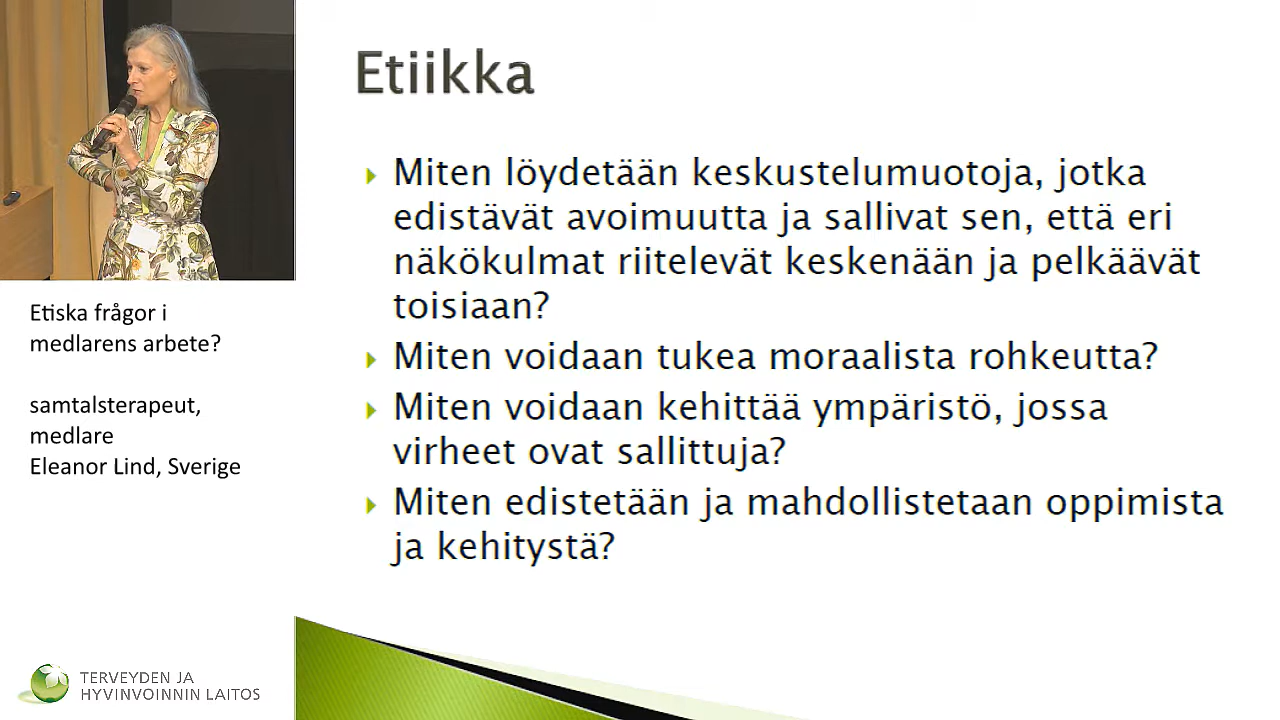 Etiikka
Miten löydetään keskustelumuotoja, jotka
edistävät avoimuutta ja sallivat sen, että eri
näkökulmat riitelevät keskenään ja pelkäävät
toisiaan?
Miten voidaan tukea moraalista rohkeutta?
Miten voidaan kehittää ympäristö, jossa
virheet ovat sallittuja?
Miten edistetään ja mahdollistetaan oppimista
ja kehitystä?
Etiska frågor i
medlarens arbete?
samtalsterapeut,
medlare
Eleanor Lind, Sverige
TERVEYDEN JA
HYVINVOINNIN LAITOS